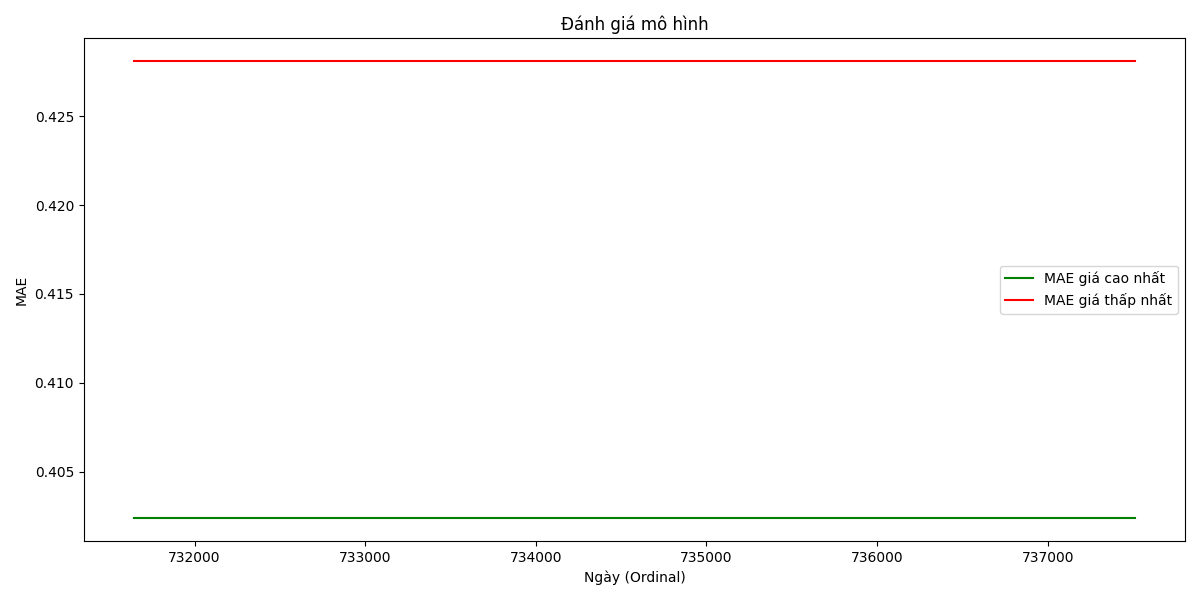 Đánh giá mô hình
0.425
0.420
0.415
0.410
0.405
MAE
MAE giá cao nhất
MAE giá thấp nhất
732000 733000 734000 735000 736000 737000
Ngày (Ordinal)